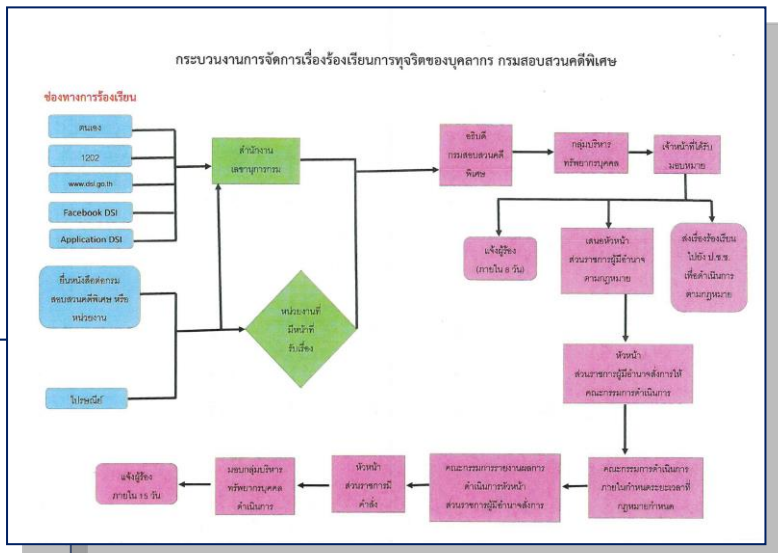 กระบวนงานการจัดการเรื่องร้องเรียนการทุจริตของบุคลากร กรมสอบสวนคดีพิเศษ
ช่องทางการร้องเรียน
ตนเอง
1202
www.dsi.go.th
Facebook DSI
Application DSI
ยื่นหนังสือต่อกรม
สอบสวนคดีพิเศษ หรือ
หน่วยงาน
ไปรษณีย์
สำนักงาน
เลขานุการกรม
หน่วยงานที่
มีหน้าที่
รับเรื่อง
อธิบดี
กรมสอบสวนคดี
พิเศษ
กลุ่มบริหาร
ทรัพยากรบุคคล
เจ้าหน้าที่ได้รับ
มอบหมาย
แจ้งผู้ร้อง
(ภายใน 8 วัน)
เสนอหัวหน้า
ส่วนราชการผู้มีอำนาจ
ตามกฎหมาย
ส่งเรื่องร้องเรียน
ไปยัง ป.ช.ช.
เพื่อดำเนินการ
ตามกฎหมาย
หัวหน้า
ส่วนราชการผู้มีอำนาจสั่งการให้
คณะกรรมการดำเนินการ
คณะกรรมการดำเนินการ
ภายในกำหนดระยะเวลาที่
กฎหมายกำหนด
คณะกรรมการรายงานผลการ
ดำเนินการหัวหน้า
ส่วนราชการผู้มีอำนาจสั่งการ
หัวหน้า
ส่วนราชการมี
คำสั่ง
มอบกลุ่มบริหาร
ทรัพยากรบุคคล
ดำเนินการ
แจ้งผู้ร้อง
ภายใน 15 วัน